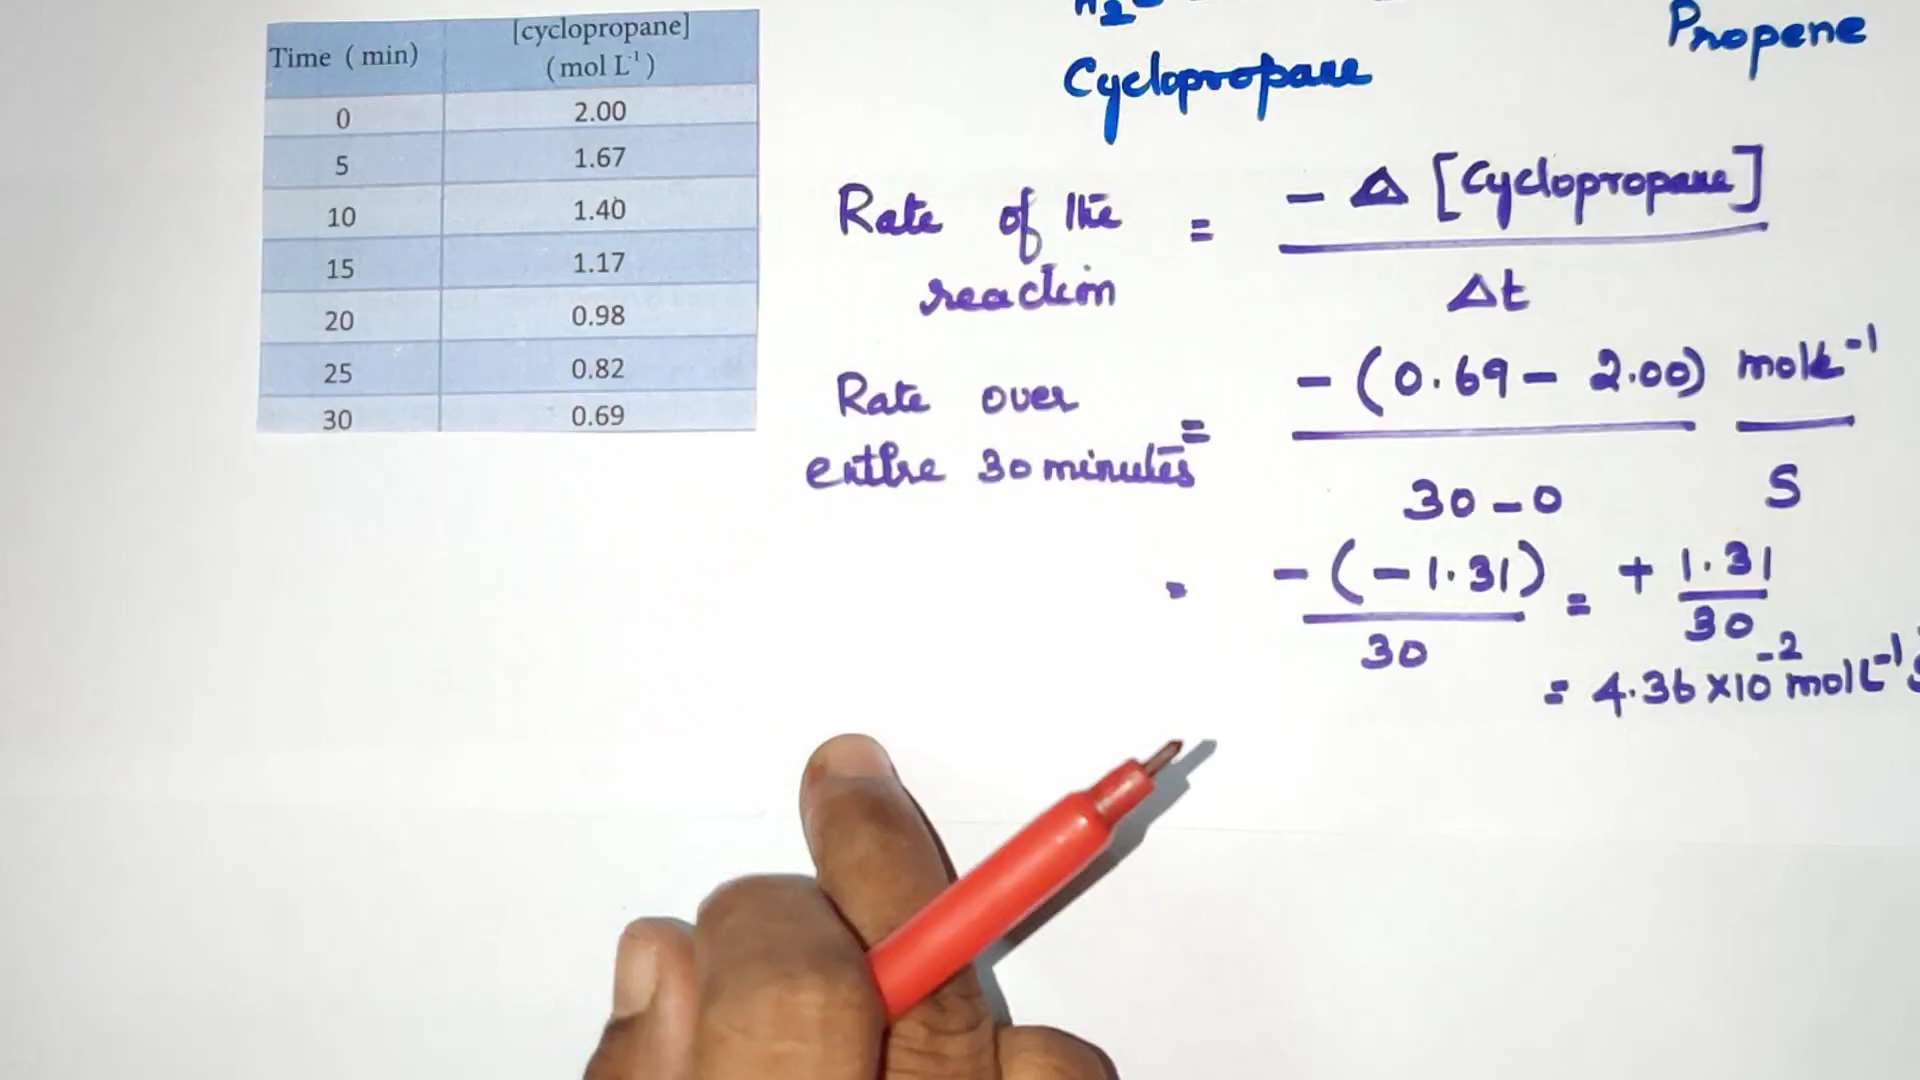 Time (min) [cyclopropane] (mol L⁻¹)
0 2.00
5 1.67
10 1.40
15 1.17
20 0.98
25 0.82
30 0.69
Cyclopropane Propene
Rate of the reaction = - Δ [Cyclopropane] / Δt
Rate over entire 30 minutes = - (0.69 - 2.00) / 30 - 0 molL⁻¹ / S
= - (-1.31) / 30 = + 1.31 / 30
= 4.36 x 10⁻² mol L⁻¹